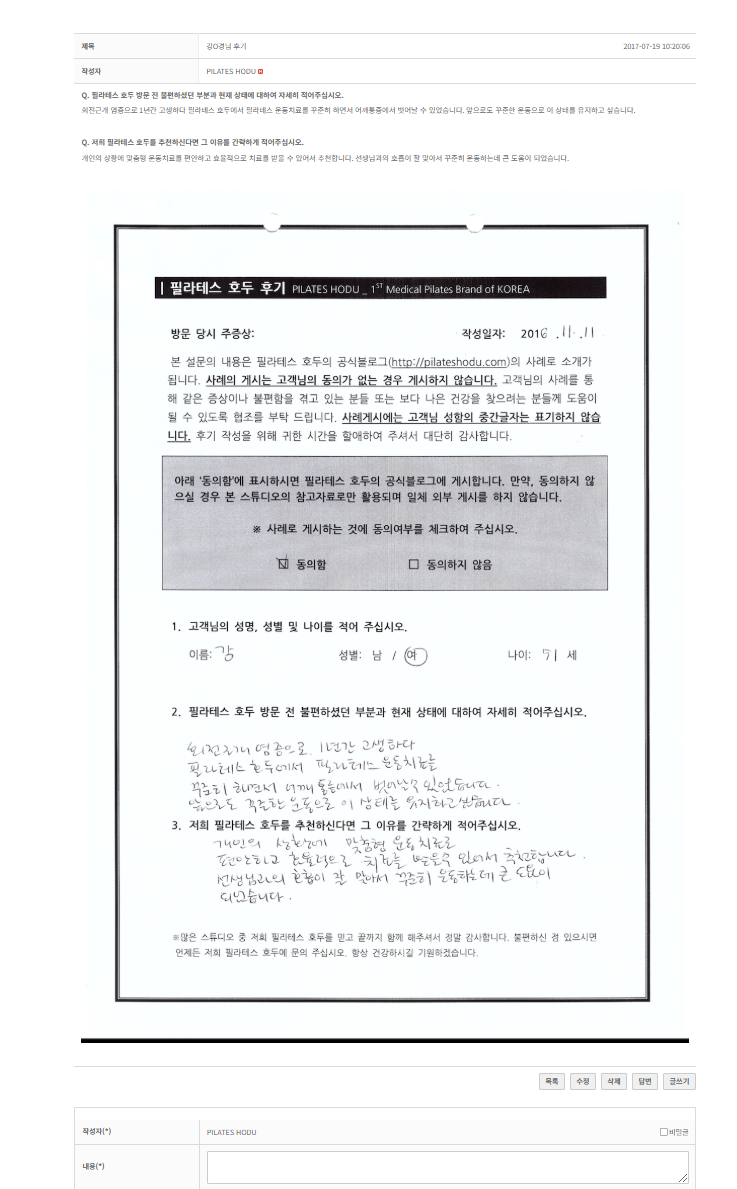 제목 강O경님 후기 2017-07-19 10:20:06
작성자 PILATES HODU
Q. 필라테스 호두 방문 전 불편하셨던 부분과 현재 상태에 대하여 자세히 적어주십시오.
회전근개 염증으로 1년간 고생하다 필라테스 호두에서 필라테스 운동치료를 꾸준히 하면서 어깨통증에서 벗어날 수 있었습니다. 앞으로도 꾸준한 운동으로 이 상태를 유지하고 싶습니다.
Q. 저희 필라테스 호두를 추천하신다면 그 이유를 간략하게 적어주십시오.
개인의 상황에 맞춤형 운동치료를 편안하고 효율적으로 치료를 받을 수 있어서 추천합니다. 선생님과의 호흡이 잘 맞아서 꾸준히 운동하는데 큰 도움이 되었습니다.
필라테스 호두 후기 PILATES HODU _ 1ST Medical Pilates Brand of KOREA
방문 당시 주증상: 작성일자: 2016 . 11 . 11
본 설문의 내용은 필라테스 호두의 공식블로그(http://pilateshodu.com)의 사례로 소개가
됩니다. 사례의 게시는 고객님의 동의가 없는 경우 게시하지 않습니다. 고객님의 사례를 통
해 같은 증상이나 불편함을 겪고 있는 분들 또는 보다 나은 건강을 찾으려는 분들께 도움이
될 수 있도록 협조를 부탁 드립니다. 사례게시에는 고객님 성함의 중간글자는 표기하지 않습
니다. 후기 작성을 위해 귀한 시간을 할애하여 주셔서 대단히 감사합니다.
아래 '동의함'에 표시하시면 필라테스 호두의 공식블로그에 게시합니다. 만약, 동의하지 않
으실 경우 본 스튜디오의 참고자료로만 활용되며 일체 외부 게시를 하지 않습니다.
※ 사례로 게시하는 것에 동의여부를 체크하여 주십시오.
☑ 동의함 □ 동의하지 않음
1. 고객님의 성명, 성별 및 나이를 적어 주십시오.
이름: 강 성별: 남 / 여 나이: 51 세
2. 필라테스 호두 방문 전 불편하셨던 부분과 현재 상태에 대하여 자세히 적어주십시오.
회전근개 염증으로 1년간 고생하다
필라테스 호두에서 필라테스 운동치료를
꾸준히 하면서 어깨통증에서 벗어날 수 있었습니다.
앞으로도 꾸준한 운동으로 이 상태를 유지하고 싶습니다.
3. 저희 필라테스 호두를 추천하신다면 그 이유를 간략하게 적어주십시오.
개인의 상황에 맞춤형 운동치료를
편안하고 효율적으로 치료를 받을 수 있어서 추천합니다.
선생님과의 호흡이 잘 맞아서 꾸준히 운동하는데 큰 도움이
되었습니다.
※많은 스튜디오 중 저희 필라테스 호두를 믿고 끝까지 함께 해주셔서 정말 감사합니다. 불편하신 점 있으시면
언제든 저희 필라테스 호두에 문의 주십시오. 항상 건강하시길 기원하겠습니다.
목록 수정 삭제 답변 글쓰기
작성자(*) PILATES HODU 비밀글
내용(*)